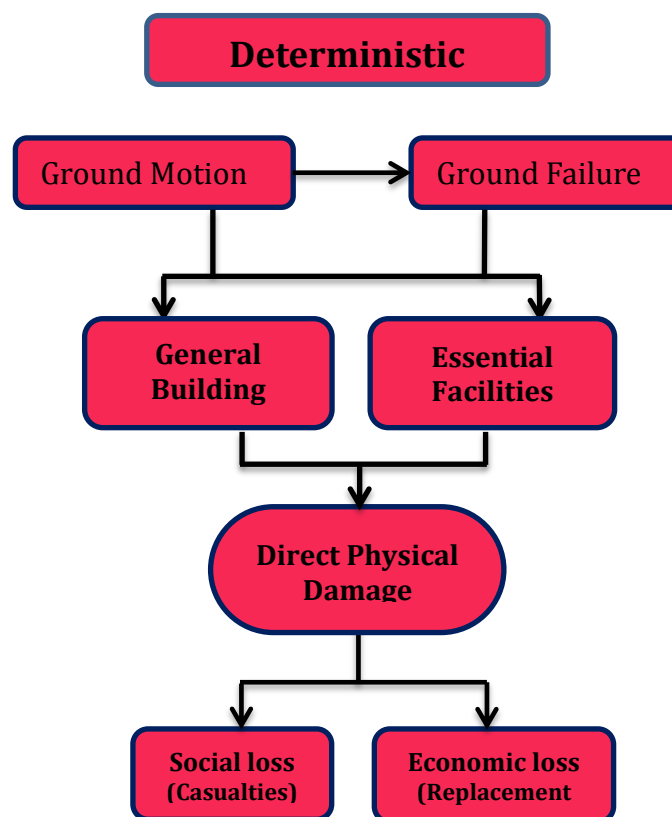 Deterministic
Ground Motion
Ground Failure
General
Building
Essential
Facilities
Direct Physical
Damage
Social loss
(Casualties)
Economic loss
(Replacement